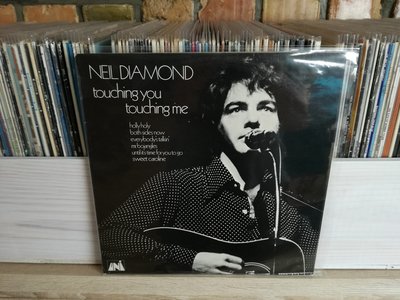 NEIL DIAMOND
touching you
touching me
holly holy
both sides now
everybody's talkin'
mr bojangles
until it's time for you to go
sweet caroline
UNI